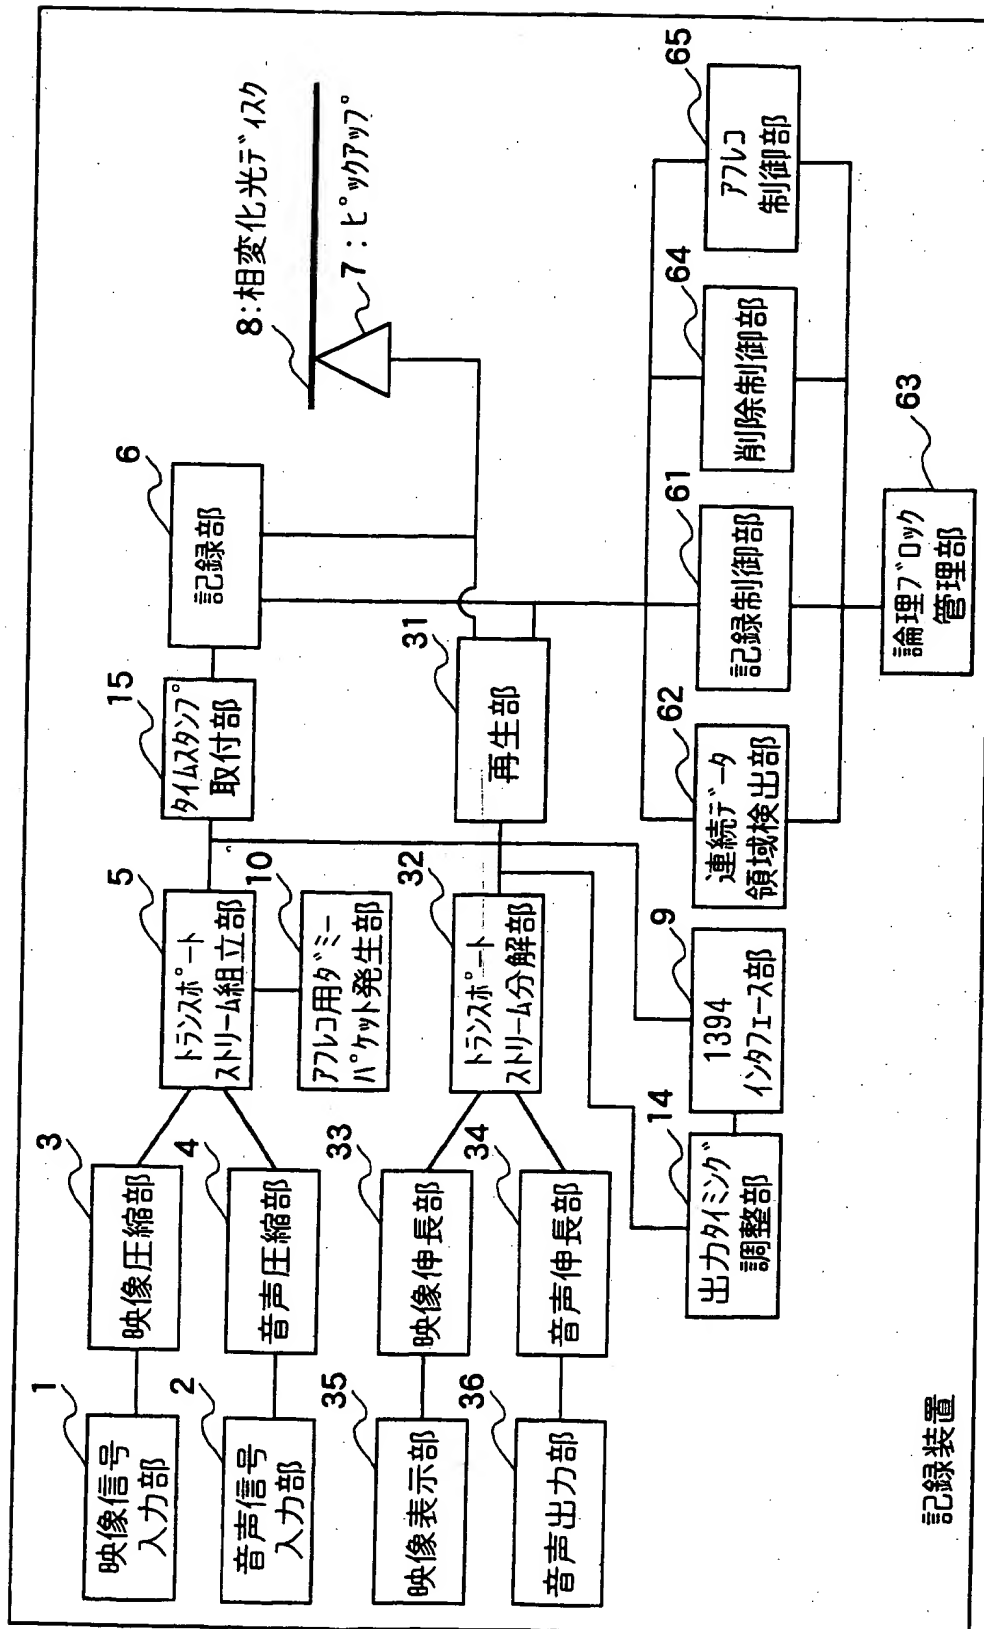 1
映像信号
入力部
3
映像圧縮部
5
トランスポート
ストリーム組立部
15
タイムスタンプ
取付部
6
記録部
8:相変化光ディスク
7:ピックアップ
2
音声信号
入力部
4
音声圧縮部
10
アフレコ用ダミー
パケット発生部
35
映像表示部
33
映像伸長部
32
トランスポート
ストリーム分解部
31
再生部
36
音声出力部
34
音声伸長部
14
出力タイミング
調整部
9
1394
インタフェース部
62
連続データ
領域検出部
61
記録制御部
64
削除制御部
65
アフレコ
制御部
63
論理ブロック
管理部
記録装置